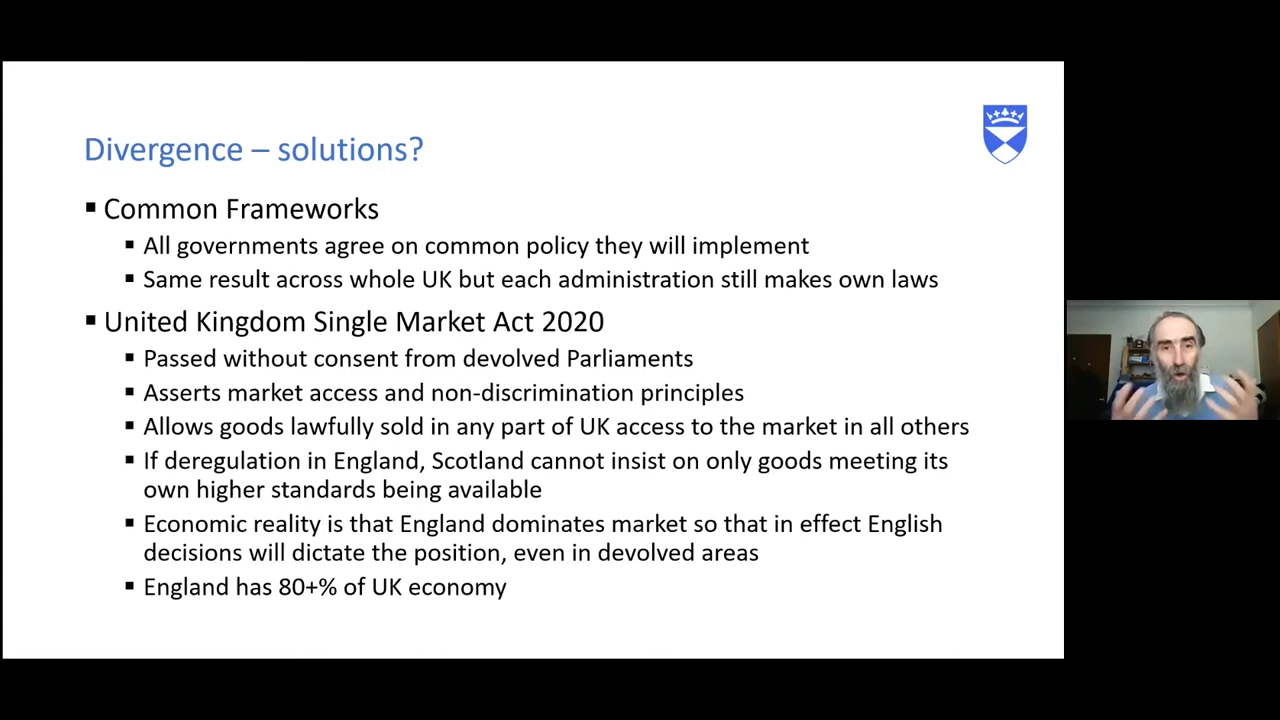 Divergence – solutions?
▪ Common Frameworks
▪ All governments agree on common policy they will implement
▪ Same result across whole UK but each administration still makes own laws
▪ United Kingdom Single Market Act 2020
▪ Passed without consent from devolved Parliaments
▪ Asserts market access and non-discrimination principles
▪ Allows goods lawfully sold in any part of UK access to the market in all others
▪ If deregulation in England, Scotland cannot insist on only goods meeting its
own higher standards being available
▪ Economic reality is that England dominates market so that in effect English
decisions will dictate the position, even in devolved areas
▪ England has 80+% of UK economy